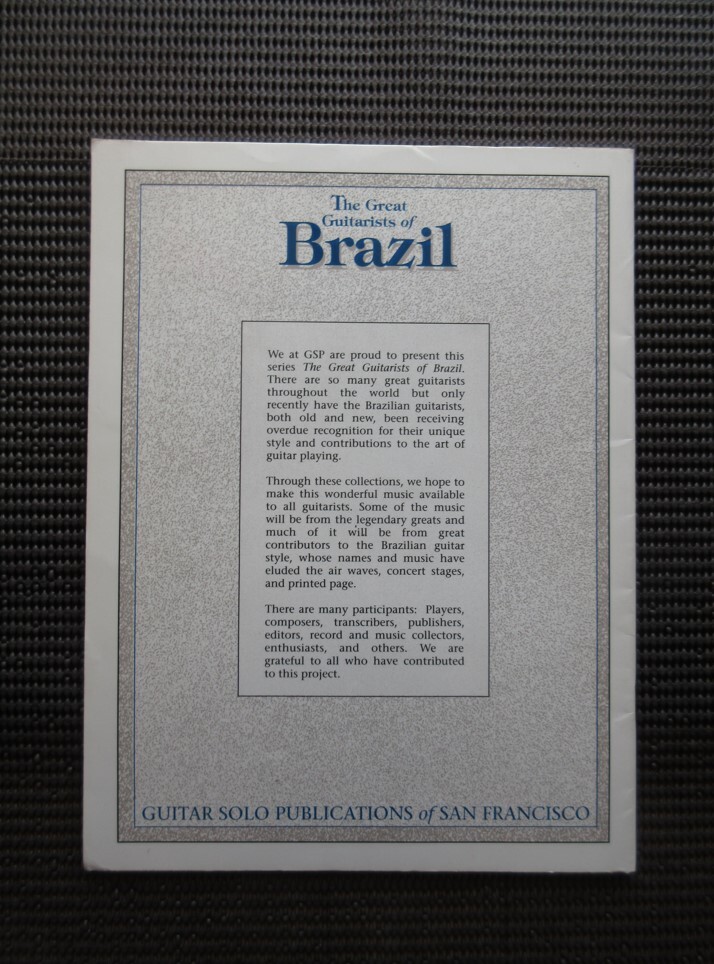 The Great
Guitarists of
Brazil
We at GSP are proud to present this
series The Great Guitarists of Brazil.
There are so many great guitarists
throughout the world but only
recently have the Brazilian guitarists,
both old and new, been receiving
overdue recognition for their unique
style and contributions to the art of
guitar playing.
Through these collections, we hope to
make this wonderful music available
to all guitarists. Some of the music
will be from the legendary greats and
much of it will be from great
contributors to the Brazilian guitar
style, whose names and music have
eluded the air waves, concert stages,
and printed page.
There are many participants: Players,
composers, transcribers, publishers,
editors, record and music collectors,
enthusiasts, and others. We are
grateful to all who have contributed
to this project.
GUITAR SOLO PUBLICATIONS of SAN FRANCISCO